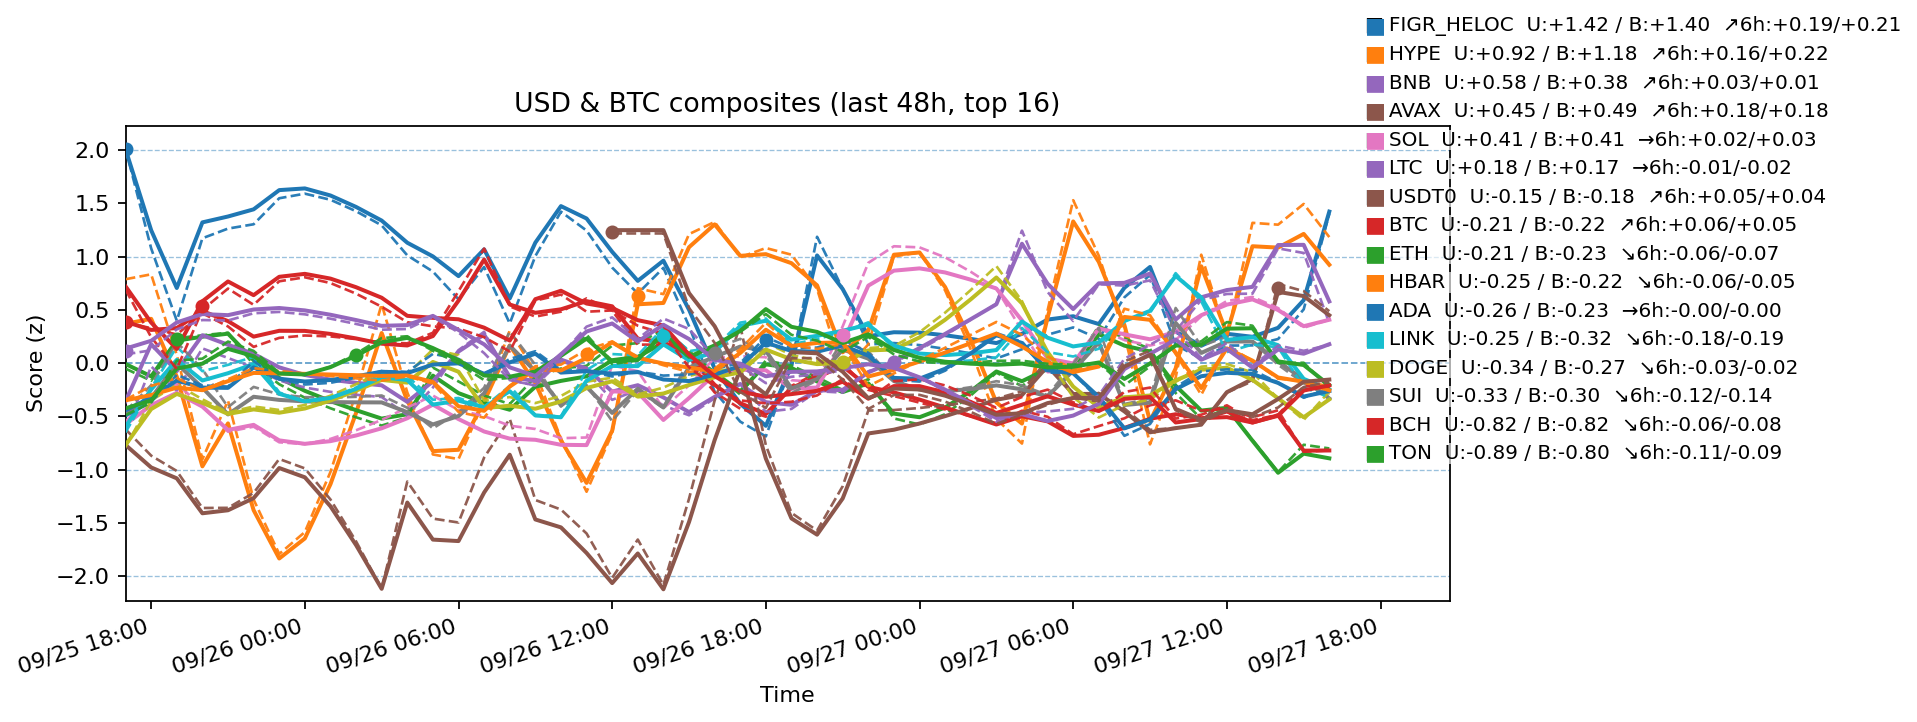 FIGR_HELOC U:+1.42 / B:+1.40 ↗6h:+0.19/+0.21
HYPE U:+0.92 / B:+1.18 ↗6h:+0.16/+0.22
BNB U:+0.58 / B:+0.38 ↗6h:+0.03/+0.01
AVAX U:+0.45 / B:+0.49 ↗6h:+0.18/+0.18
SOL U:+0.41 / B:+0.41 →6h:+0.02/+0.03
LTC U:+0.18 / B:+0.17 →6h:-0.01/-0.02
USDT0 U:-0.15 / B:-0.18 ↗6h:+0.05/+0.04
BTC U:-0.21 / B:-0.22 ↗6h:+0.06/+0.05
ETH U:-0.21 / B:-0.23 ↘6h:-0.06/-0.07
HBAR U:-0.25 / B:-0.22 ↘6h:-0.06/-0.05
ADA U:-0.26 / B:-0.23 →6h:-0.00/-0.00
LINK U:-0.25 / B:-0.32 ↘6h:-0.18/-0.19
DOGE U:-0.34 / B:-0.27 ↘6h:-0.03/-0.02
SUI U:-0.33 / B:-0.30 ↘6h:-0.12/-0.14
BCH U:-0.82 / B:-0.82 ↘6h:-0.06/-0.08
TON U:-0.89 / B:-0.80 ↘6h:-0.11/-0.09
USD & BTC composites (last 48h, top 16)
Score (z)
2.0
1.5
1.0
0.5
0.0
−0.5
−1.0
−1.5
−2.0
09/25 18:00
09/26 00:00
09/26 06:00
09/26 12:00
09/26 18:00
09/27 00:00
09/27 06:00
09/27 12:00
09/27 18:00
Time